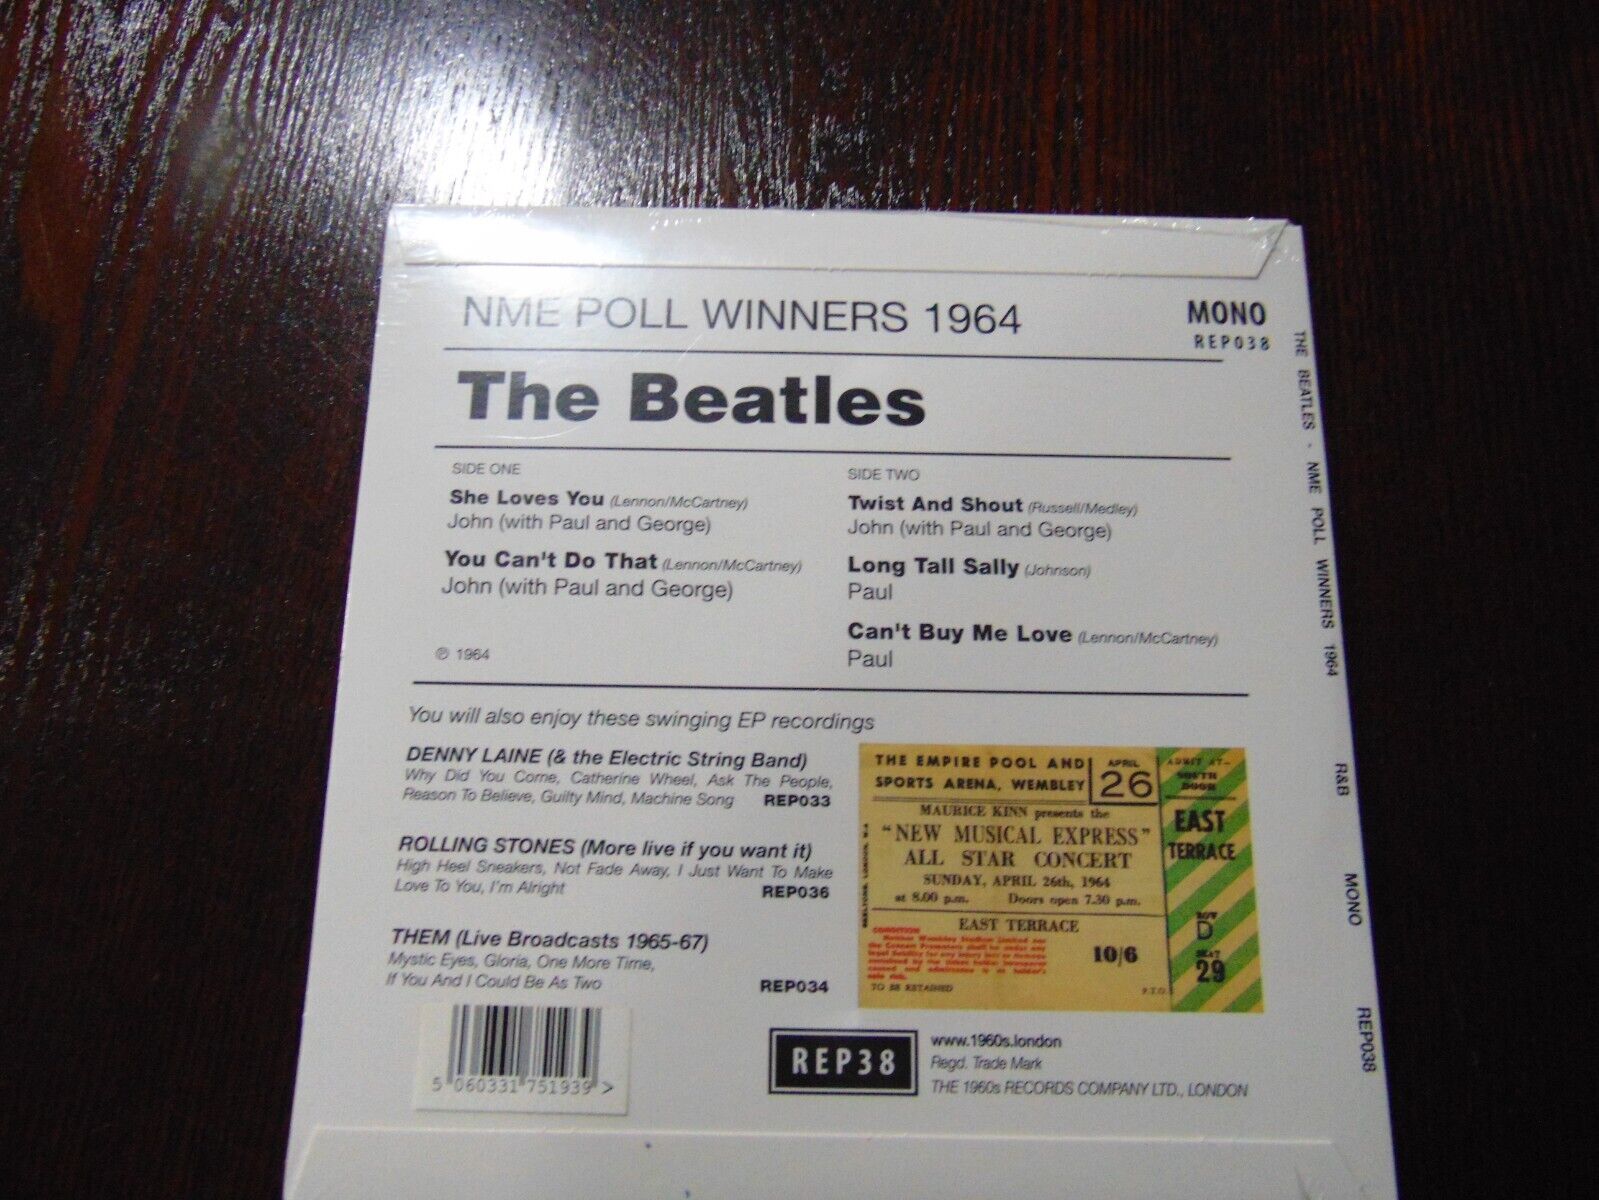 NME POLL WINNERS 1964
MONO
REP038
The Beatles
SIDE ONE
She Loves You (Lennon/McCartney)
John (with Paul and George)
You Can't Do That (Lennon/McCartney)
John (with Paul and George)
℗ 1964
SIDE TWO
Twist And Shout (Russell/Medley)
John (with Paul and George)
Long Tall Sally (Johnson)
Paul
Can't Buy Me Love (Lennon/McCartney)
Paul
You will also enjoy these swinging EP recordings
DENNY LAINE (& the Electric String Band)
Why Did You Come, Catherine Wheel, Ask The People,
Reason To Believe, Guilty Mind, Machine Song REP033
ROLLING STONES (More live if you want it)
High Heel Sneakers, Not Fade Away, I Just Want To Make
Love To You, I'm Alright REP036
THEM (Live Broadcasts 1965-67)
Mystic Eyes, Gloria, One More Time,
If You And I Could Be As Two REP034
5 060331 751939 >
THE EMPIRE POOL AND
SPORTS ARENA, WEMBLEY
APRIL
26
MAURICE KINN presents the
"NEW MUSICAL EXPRESS"
ALL STAR CONCERT
SUNDAY, APRIL 26th, 1964
at 8.00 p.m. Doors open 7.30 p.m.
EAST TERRACE
10/6
CONDITION
TO BE RETAINED
P.T.O.
ADMIT AT—
SOUTH
DOOR
EAST
TERRACE
ROW
D
SEAT
29
REP38
www.1960s.london
Regd. Trade Mark
THE 1960s RECORDS COMPANY LTD., LONDON
THE BEATLES - NME POLL WINNERS 1964 R&B MONO REP038